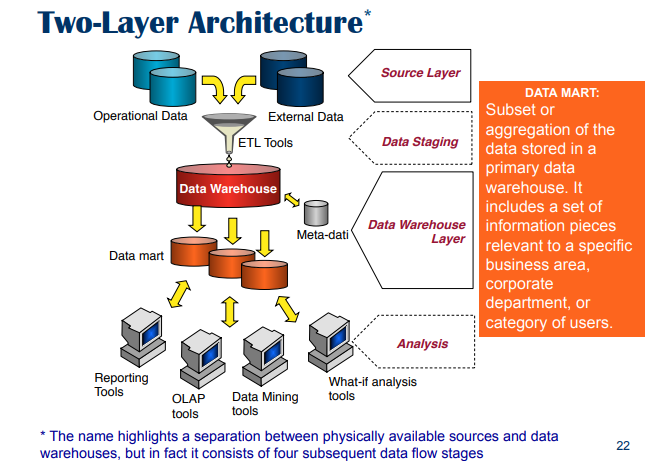 Two-Layer Architecture*
Source Layer
Operational Data
External Data
ETL Tools
Data Staging
Data Warehouse
Meta-dati
Data Warehouse
Layer
Data mart
Analysis
Reporting
Tools
OLAP
tools
Data Mining
tools
What-if analysis
tools
DATA MART:
Subset or
aggregation of the
data stored in a
primary data
warehouse. It
includes a set of
information pieces
relevant to a specific
business area,
corporate
department, or
category of users.
* The name highlights a separation between physically available sources and data
warehouses, but in fact it consists of four subsequent data flow stages
22